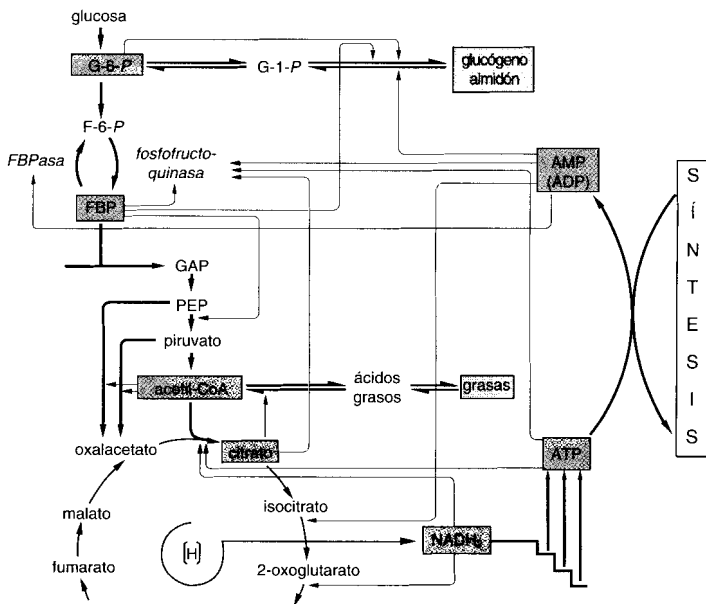 glucosa
G-6-P
G-1-P
glucógeno
almidón
F-6-P
FBPasa
fosfofructo-
quinasa
AMP
(ADP)
FBP
S
Í
N
T
E
S
I
S
GAP
PEP
piruvato
acetil-CoA
ácidos
grasos
grasas
oxalacetato
citrato
ATP
isocitrato
malato
[H]
NADH₂
fumarato
2-oxoglutarato